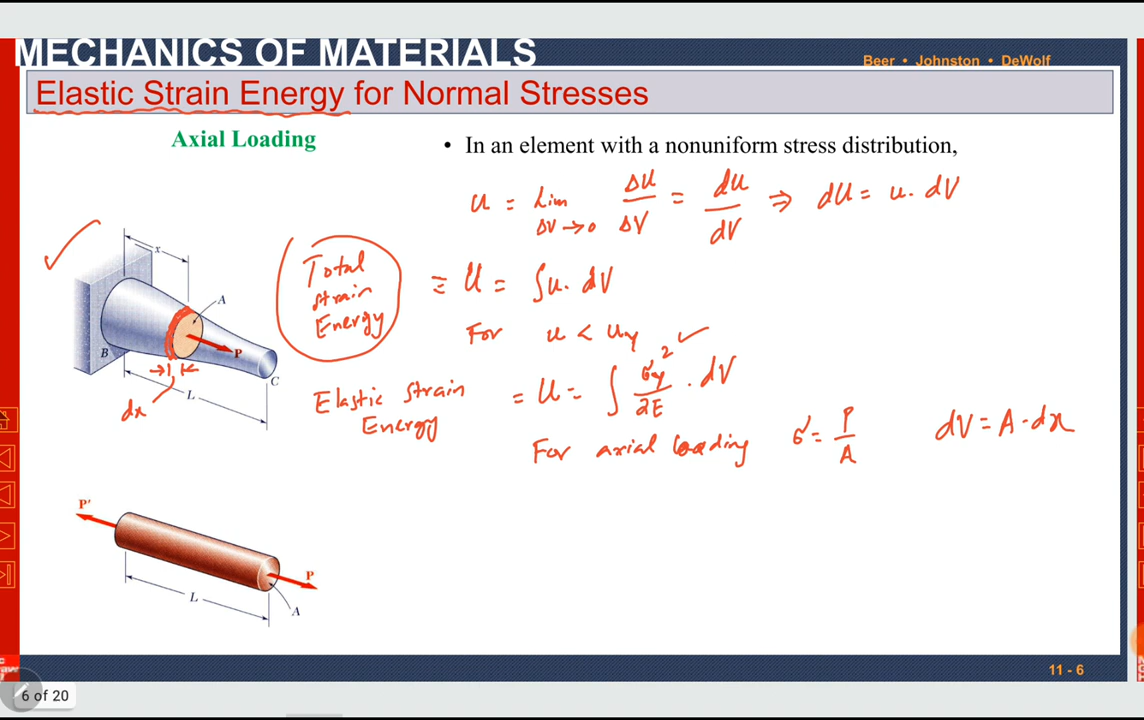 MECHANICS OF MATERIALS
Beer • Johnston • DeWolf
Elastic Strain Energy for Normal Stresses
Axial Loading
• In an element with a nonuniform stress distribution,
u = Lim ΔV→0 ΔU/ΔV = dU/dV ⇒ dU = u. dV
Total
strain
Energy
= U = ∫u. dV
For u < uy ✓
Elastic strain
Energy
= U = ∫ σy²/2E . dV
For axial loading σ = P/A dV = A·dx
x
A
P
B
C
L
dx
P'
P
L
A
11 - 6
6 of 20